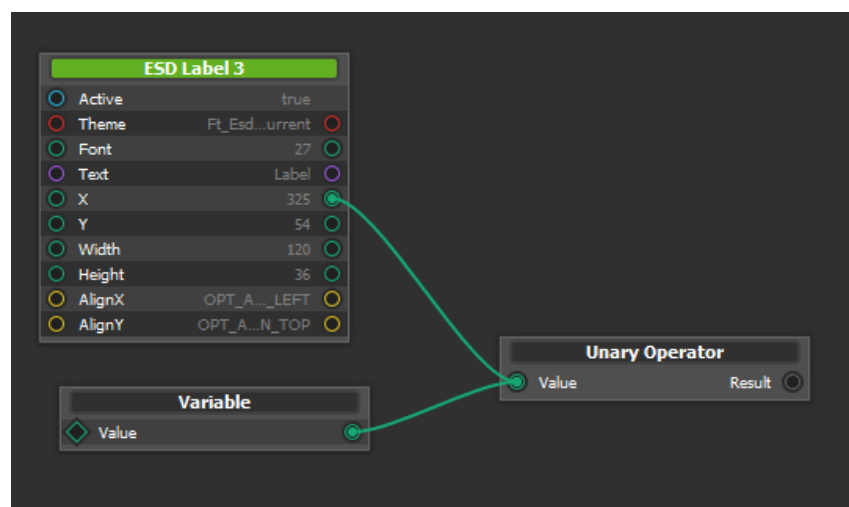 ESD Label 3
Active true
Theme Ft_Esd...urrent
Font 27
Text Label
X 325
Y 54
Width 120
Height 36
AlignX OPT_A..._LEFT
AlignY OPT_A...N_TOP
Unary Operator
Value Result
Variable
Value